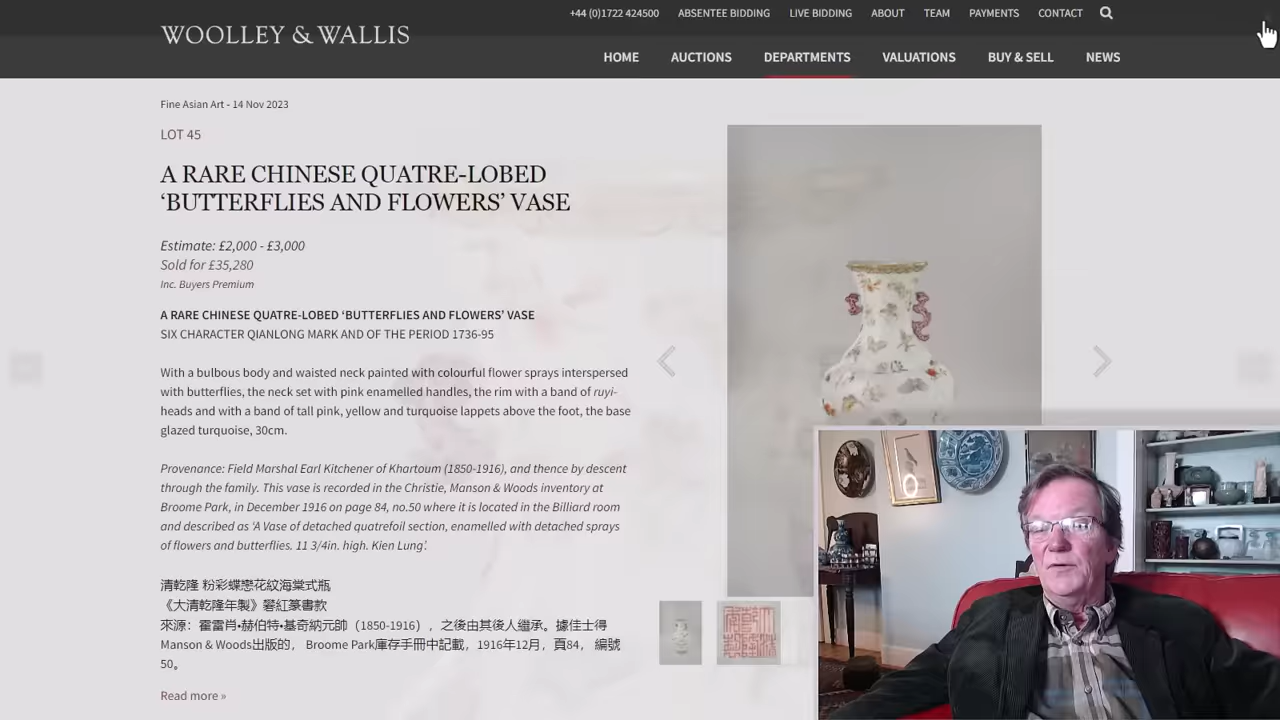 WOOLLEY & WALLIS
+44 (0)1722 424500 ABSENTEE BIDDING LIVE BIDDING ABOUT TEAM PAYMENTS CONTACT
HOME AUCTIONS DEPARTMENTS VALUATIONS BUY & SELL NEWS
Fine Asian Art - 14 Nov 2023
LOT 45
A RARE CHINESE QUATRE-LOBED
‘BUTTERFLIES AND FLOWERS’ VASE
Estimate: £2,000 - £3,000
Sold for £35,280
Inc. Buyers Premium
A RARE CHINESE QUATRE-LOBED ‘BUTTERFLIES AND FLOWERS’ VASE
SIX CHARACTER QIANLONG MARK AND OF THE PERIOD 1736-95
With a bulbous body and waisted neck painted with colourful flower sprays interspersed
with butterflies, the neck set with pink enamelled handles, the rim with a band of ruyi-
heads and with a band of tall pink, yellow and turquoise lappets above the foot, the base
glazed turquoise, 30cm.
Provenance: Field Marshal Earl Kitchener of Khartoum (1850-1916), and thence by descent
through the family. This vase is recorded in the Christie, Manson & Woods inventory at
Broome Park, in December 1916 on page 84, no.50 where it is located in the Billiard room
and described as ‘A Vase of detached quatrefoil section, enamelled with detached sprays
of flowers and butterflies. 11 3/4in. high. Kien Lung’.
清乾隆 粉彩蝶戀花紋海棠式瓶
《大清乾隆年製》礬紅篆書款
來源：霍雷肖•赫伯特•基奇納元帥（1850-1916），之後由其後人繼承。據佳士得
Manson & Woods出版的， Broome Park庫存手冊中記載，1916年12月，頁84， 編號
50。
Read more »